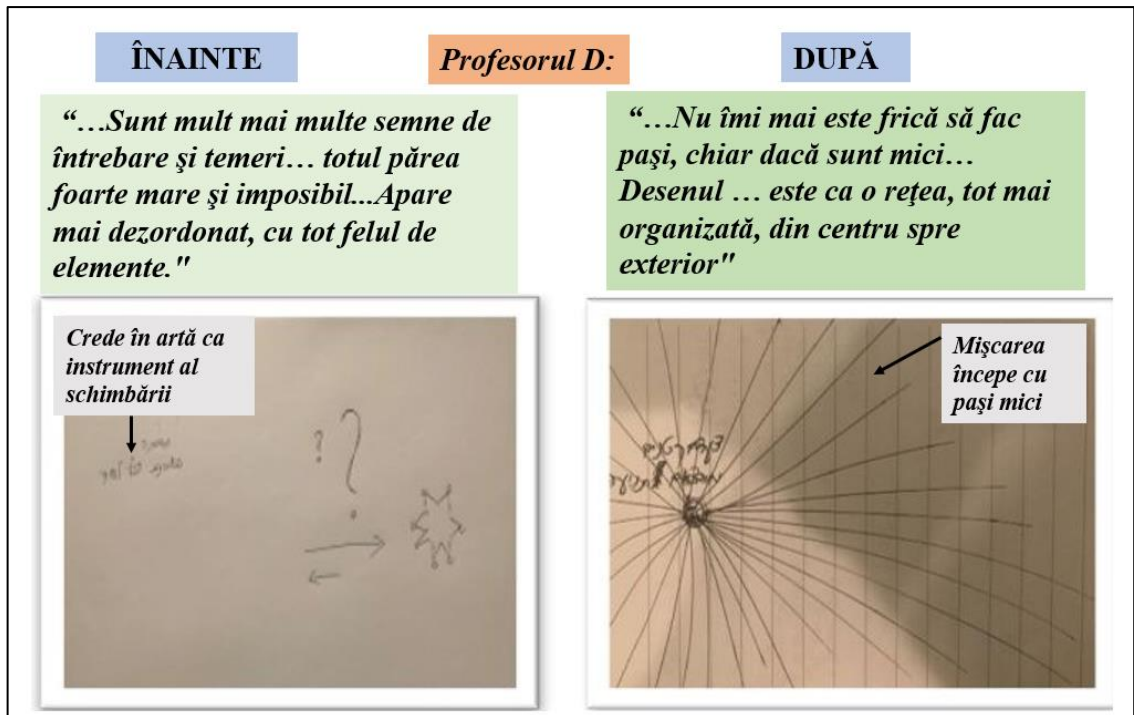 ÎNAINTE
Profesorul D:
DUPĂ
“…Sunt mult mai multe semne de
întrebare şi temeri… totul părea
foarte mare şi imposibil...Apare
mai dezordonat, cu tot felul de
elemente."
“…Nu îmi mai este frică să fac
paşi, chiar dacă sunt mici…
Desenul … este ca o reţea, tot mai
organizată, din centru spre
exterior"
Crede în artă ca
instrument al
schimbării
? ?
Mişcarea
începe cu
paşi mici